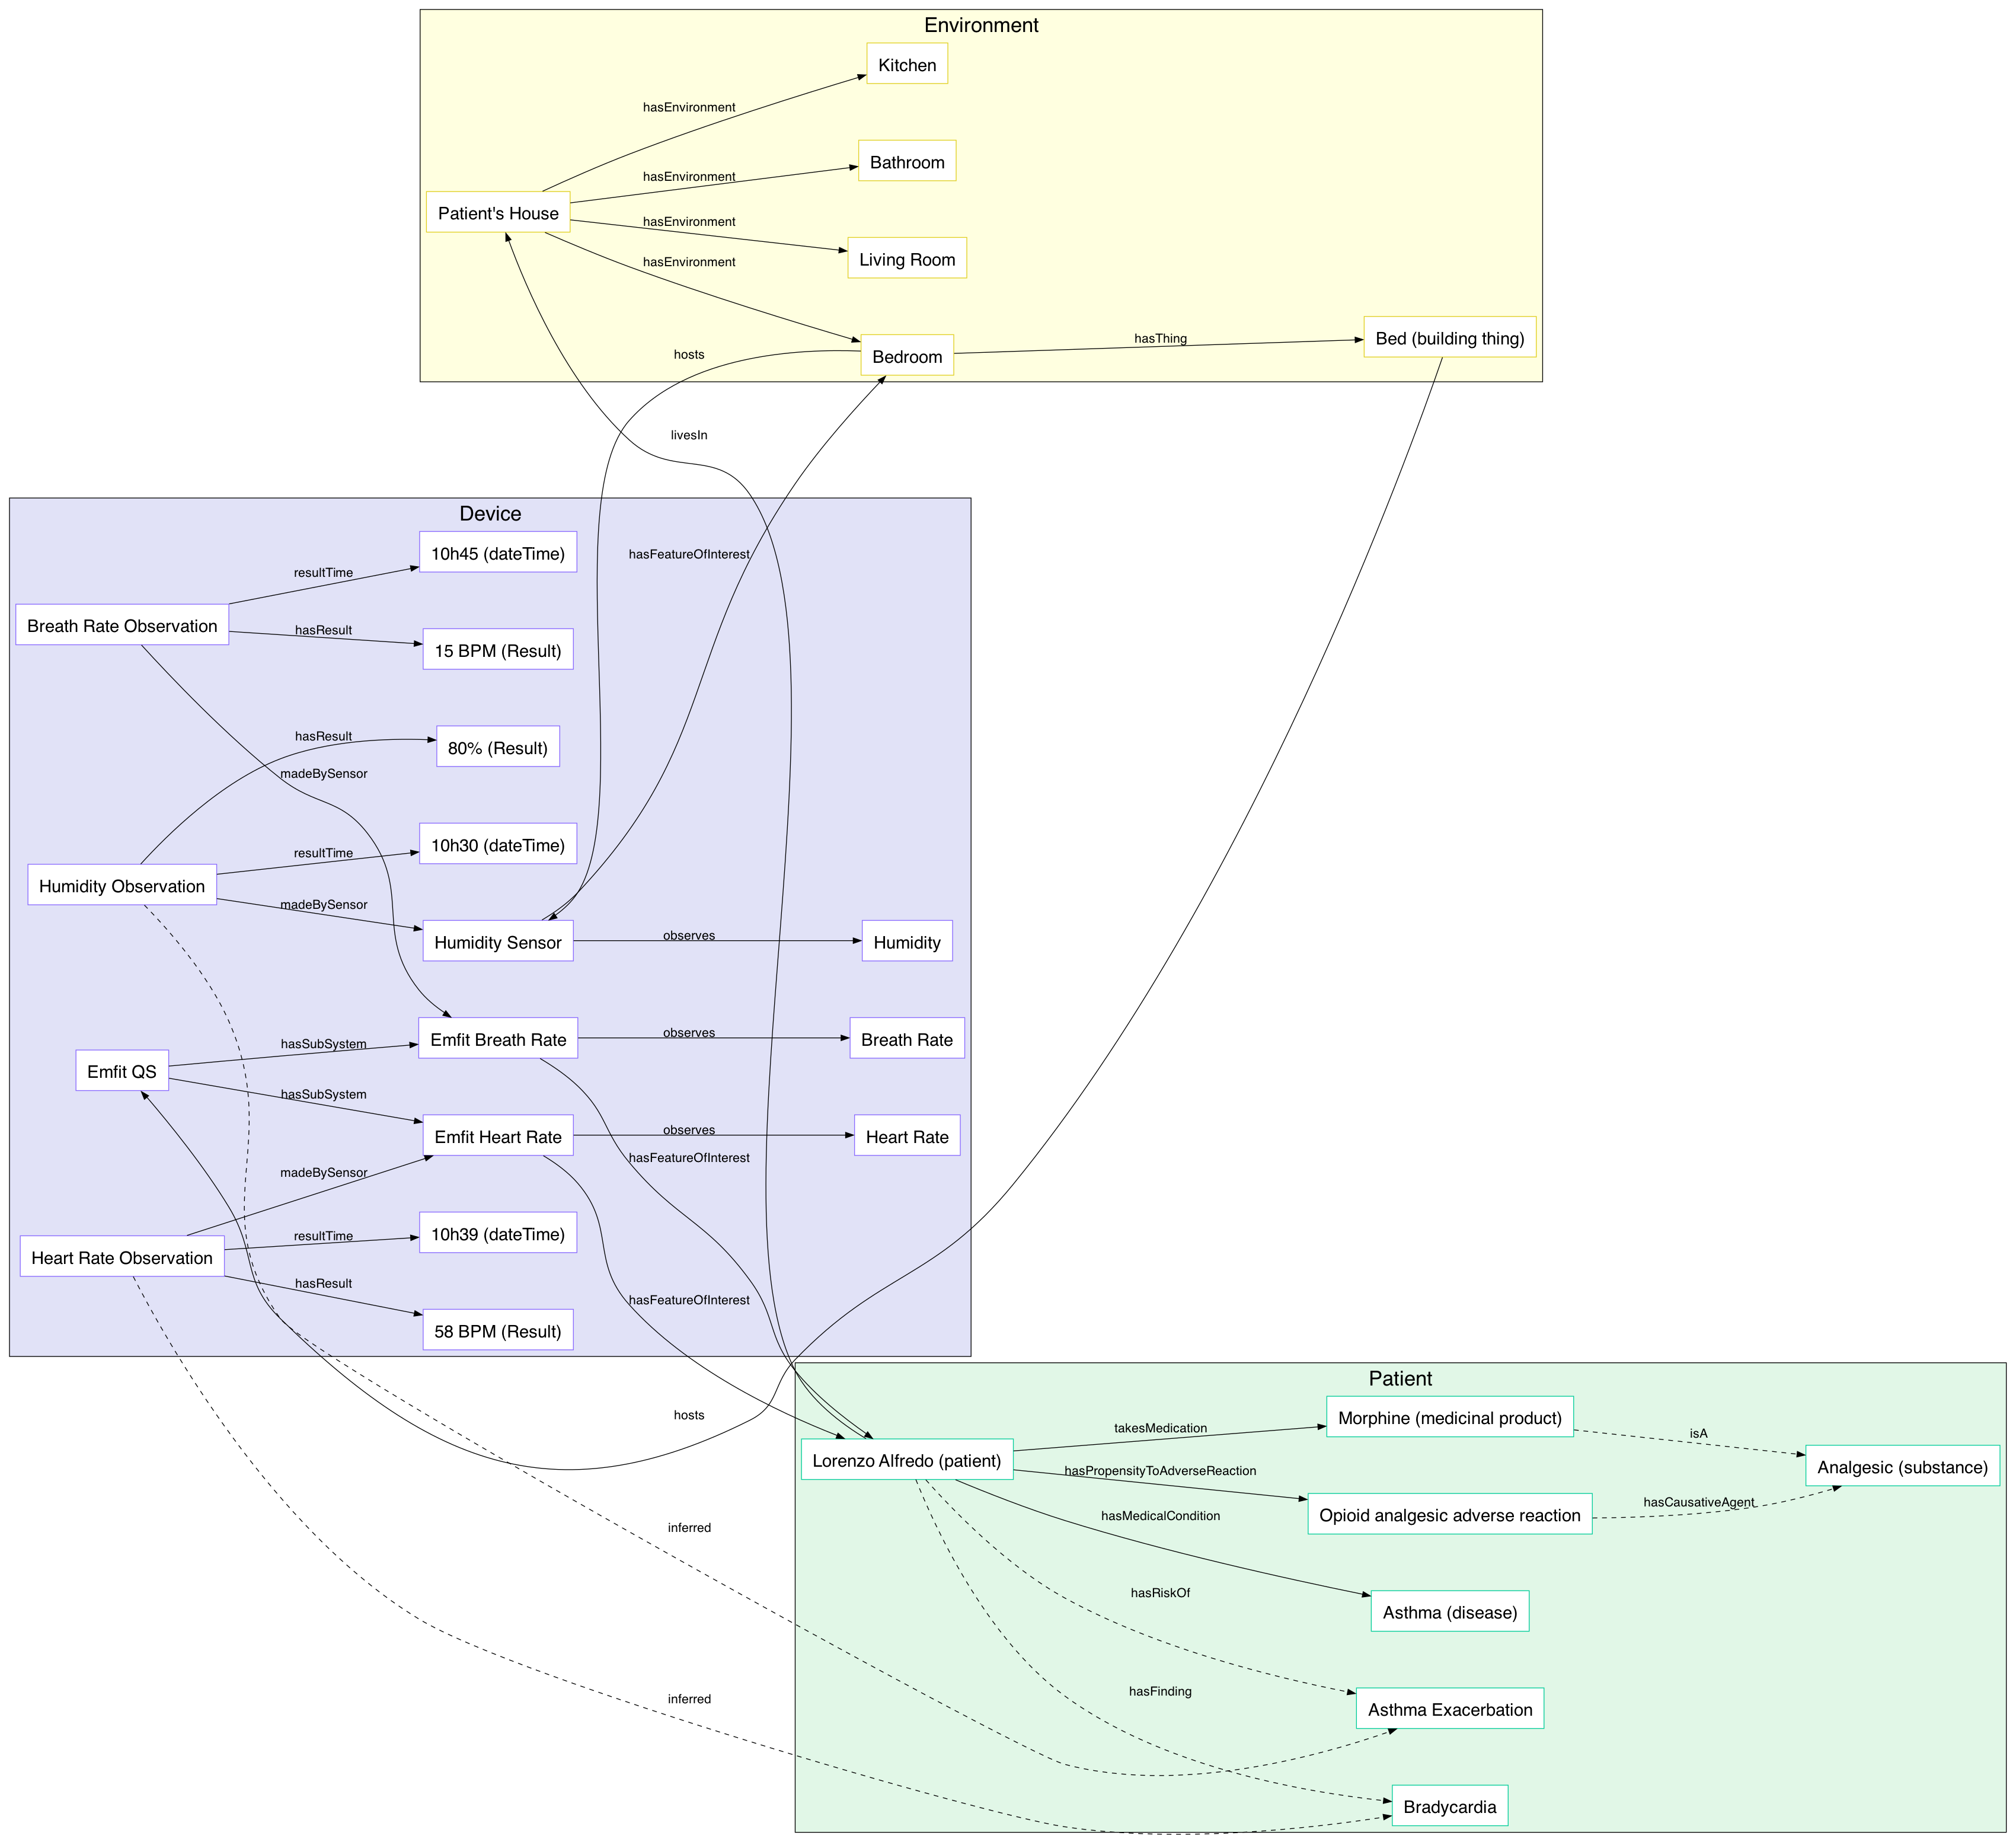 Environment
Kitchen
hasEnvironment
Bathroom
hasEnvironment
Patient's House
hasEnvironment
Living Room
hasEnvironment
Bedroom
hasThing
Bed (building thing)
hosts
livesIn
Device
10h45 (dateTime)
hasFeatureOfInterest
resultTime
Breath Rate Observation
hasResult
15 BPM (Result)
hasResult
80% (Result)
madeBySensor
10h30 (dateTime)
resultTime
Humidity Observation
madeBySensor
Humidity Sensor
observes
Humidity
Emfit Breath Rate
observes
Breath Rate
hasSubSystem
Emfit QS
hasSubSystem
Emfit Heart Rate
observes
Heart Rate
hasFeatureOfInterest
madeBySensor
10h39 (dateTime)
resultTime
Heart Rate Observation
hasResult
hasFeatureOfInterest
58 BPM (Result)
Patient
hosts
Morphine (medicinal product)
takesMedication
isA
Lorenzo Alfredo (patient)
Analgesic (substance)
hasPropensityToAdverseReaction
hasCausativeAgent
Opioid analgesic adverse reaction
hasMedicalCondition
inferred
hasRiskOf
Asthma (disease)
hasFinding
inferred
Asthma Exacerbation
Bradycardia